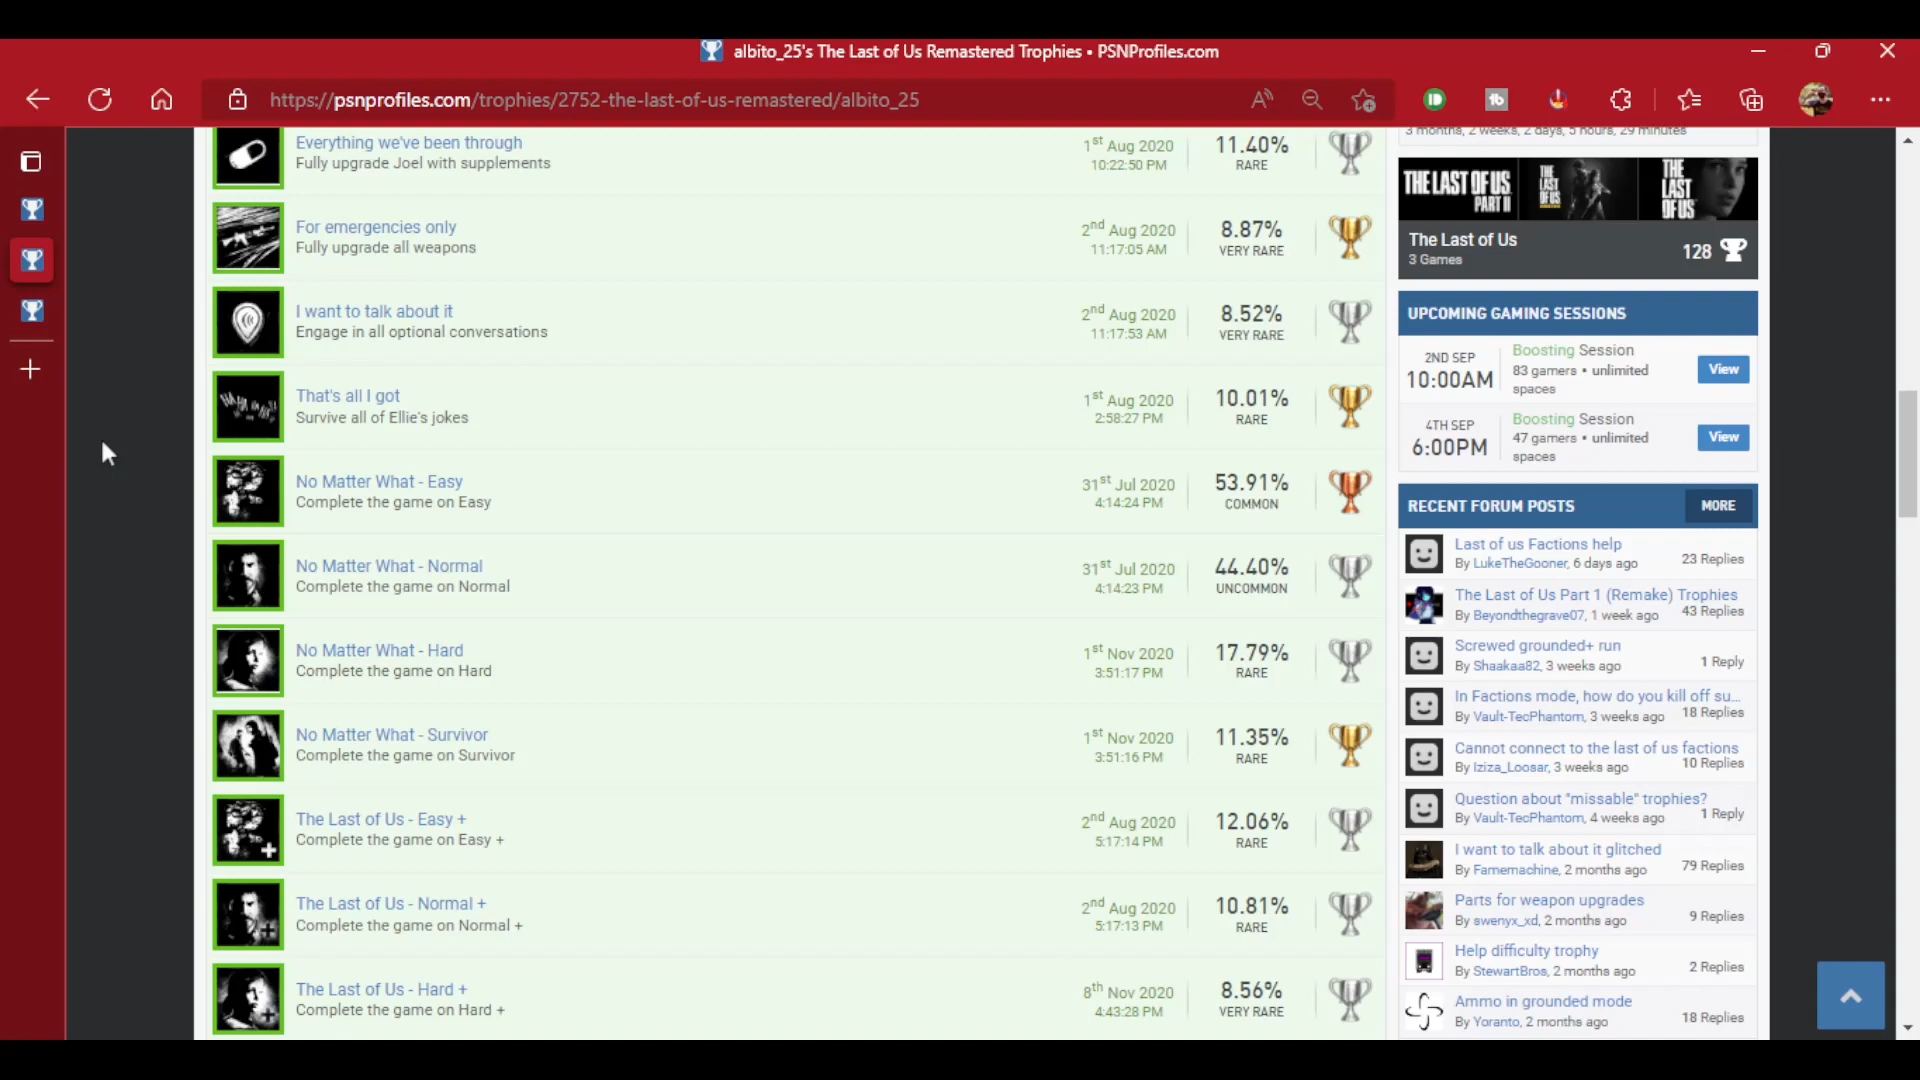 albito_25's The Last of Us Remastered Trophies • PSNProfiles.com
https://psnprofiles.com/trophies/2752-the-last-of-us-remastered/albito_25
Everything we've been through
Fully upgrade Joel with supplements
1st Aug 2020
10:22:50 PM
11.40%
RARE
For emergencies only
Fully upgrade all weapons
2nd Aug 2020
11:17:05 AM
8.87%
VERY RARE
I want to talk about it
Engage in all optional conversations
2nd Aug 2020
11:17:53 AM
8.52%
VERY RARE
That's all I got
Survive all of Ellie's jokes
1st Aug 2020
2:58:27 PM
10.01%
RARE
No Matter What - Easy
Complete the game on Easy
31st Jul 2020
4:14:24 PM
53.91%
COMMON
No Matter What - Normal
Complete the game on Normal
31st Jul 2020
4:14:23 PM
44.40%
UNCOMMON
No Matter What - Hard
Complete the game on Hard
1st Nov 2020
3:51:17 PM
17.79%
RARE
No Matter What - Survivor
Complete the game on Survivor
1st Nov 2020
3:51:16 PM
11.35%
RARE
The Last of Us - Easy +
Complete the game on Easy +
2nd Aug 2020
5:17:14 PM
12.06%
RARE
The Last of Us - Normal +
Complete the game on Normal +
2nd Aug 2020
5:17:13 PM
10.81%
RARE
The Last of Us - Hard +
Complete the game on Hard +
8th Nov 2020
4:43:28 PM
8.56%
VERY RARE
3 months, 2 weeks, 2 days, 5 hours, 29 minutes
THE LAST OF US
PART II
THE
LAST
OF US
THE
LAST
OF US
The Last of Us
3 Games
128
UPCOMING GAMING SESSIONS
2ND SEP
10:00AM
Boosting Session
83 gamers • unlimited
spaces
View
4TH SEP
6:00PM
Boosting Session
47 gamers • unlimited
spaces
View
RECENT FORUM POSTS
MORE
Last of us Factions help
By LukeTheGooner, 6 days ago
23 Replies
The Last of Us Part 1 (Remake) Trophies
By Beyondthegrave07, 1 week ago
43 Replies
Screwed grounded+ run
By Shaakaa82, 3 weeks ago
1 Reply
In Factions mode, how do you kill off su...
By Vault-TecPhantom, 3 weeks ago
18 Replies
Cannot connect to the last of us factions
By Iziza_Loosar, 3 weeks ago
10 Replies
Question about "missable" trophies?
By Vault-TecPhantom, 4 weeks ago
1 Reply
I want to talk about it glitched
By Famemachine, 2 months ago
79 Replies
Parts for weapon upgrades
By swenyx_xd, 2 months ago
9 Replies
Help difficulty trophy
By StewartBros, 2 months ago
2 Replies
Ammo in grounded mode
By Yoranto, 2 months ago
18 Replies